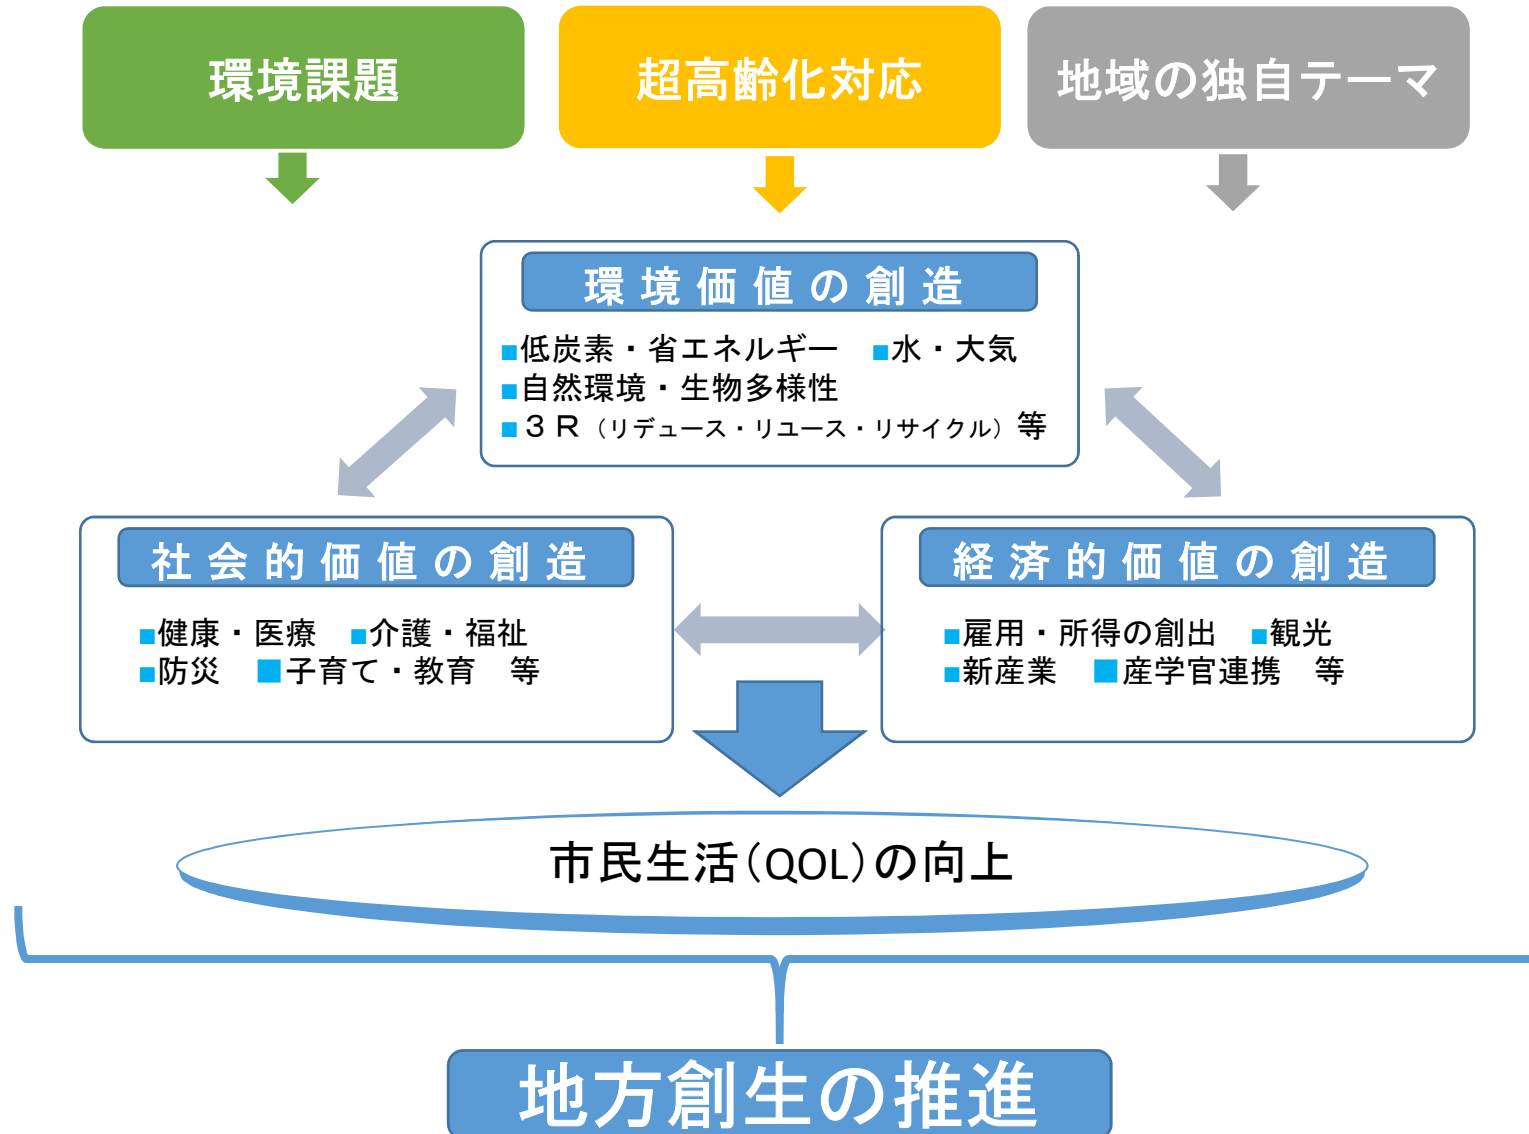 環境課題
超高齢化対応
地域の独自テーマ
環境価値の創造
■低炭素・省エネルギー　■水・大気
■自然環境・生物多様性
■３Ｒ（リデュース・リユース・リサイクル）等
社会的価値の創造
■健康・医療　■介護・福祉
■防災　■子育て・教育　等
経済的価値の創造
■雇用・所得の創出　■観光
■新産業　■産学官連携　等
市民生活（QOL）の向上
地方創生の推進